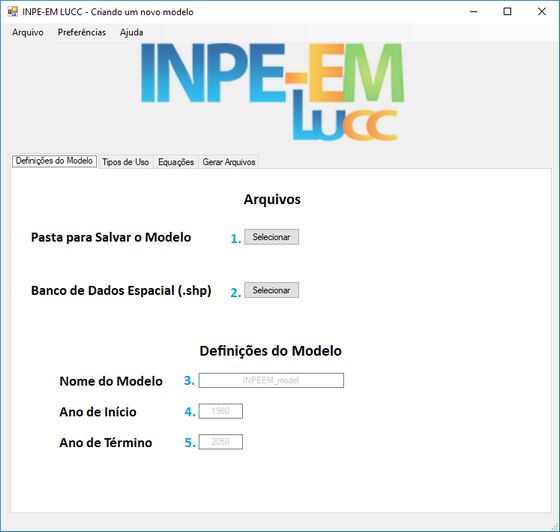 INPE-EM LUCC - Criando um novo modelo
Arquivo Preferências Ajuda
INPE-EM
LUCC
Definições do Modelo Tipos de Uso Equações Gerar Arquivos
Arquivos
Pasta para Salvar o Modelo 1. Selecionar
Banco de Dados Espacial (.shp) 2. Selecionar
Definições do Modelo
Nome do Modelo 3. INPEEM_model
Ano de Início 4. 1960
Ano de Término 5. 2050